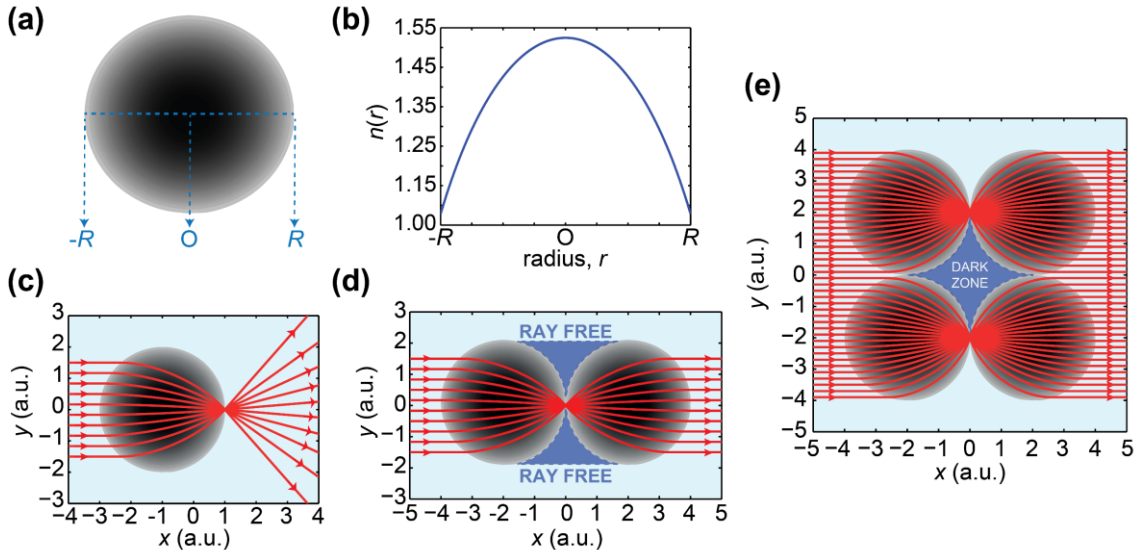 (a)
-R
O
R
(b)
1.55
1.45
1.35
1.25
1.15
1.00
n(r)
-R
O
R
radius, r
(c)
3
2
1
0
-1
-2
-3
y (a.u.)
-4 -3 -2 -1 0 1 2 3 4
x (a.u.)
(d)
3
2
1
0
-1
-2
-3
y (a.u.)
RAY FREE
RAY FREE
-5 -4 -3 -2 -1 0 1 2 3 4 5
x (a.u.)
(e)
5
4
3
2
1
0
-1
-2
-3
-4
-5
y (a.u.)
DARK
ZONE
-5 -4 -3 -2 -1 0 1 2 3 4 5
x (a.u.)